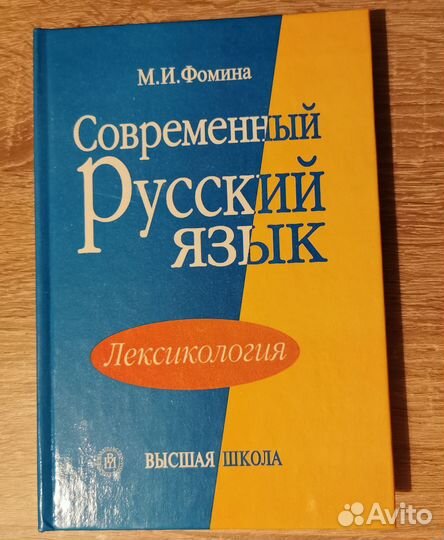 М.И.Фомина
Современный
Русский
язык
Лексикология
ВЫСШАЯ ШКОЛА
Avito